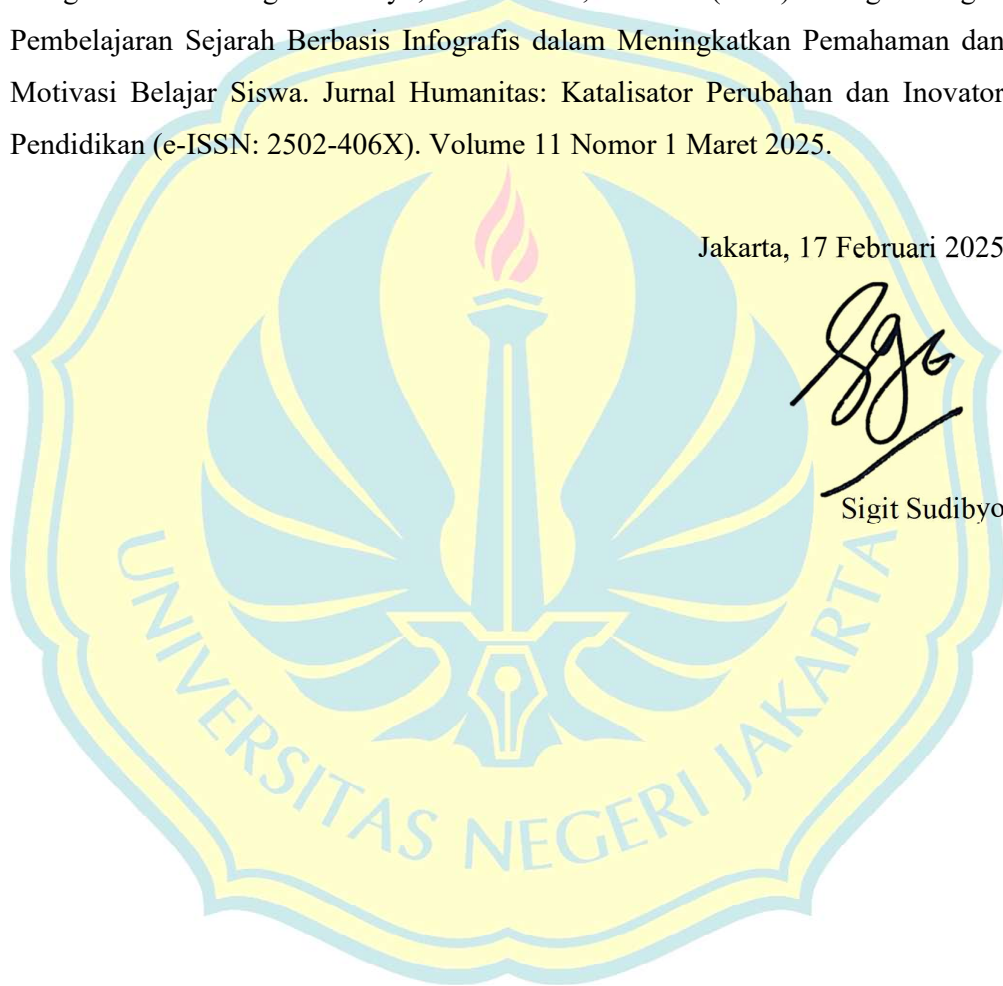 Pembelajaran Sejarah Berbasis Infografis dalam Meningkatkan Pemahaman dan
Motivasi Belajar Siswa. Jurnal Humanitas: Katalisator Perubahan dan Inovator
Pendidikan (e-ISSN: 2502-406X). Volume 11 Nomor 1 Maret 2025.
Jakarta, 17 Februari 2025
Sigit Sudibyo
UNIVERSITAS NEGERI JAKARTA